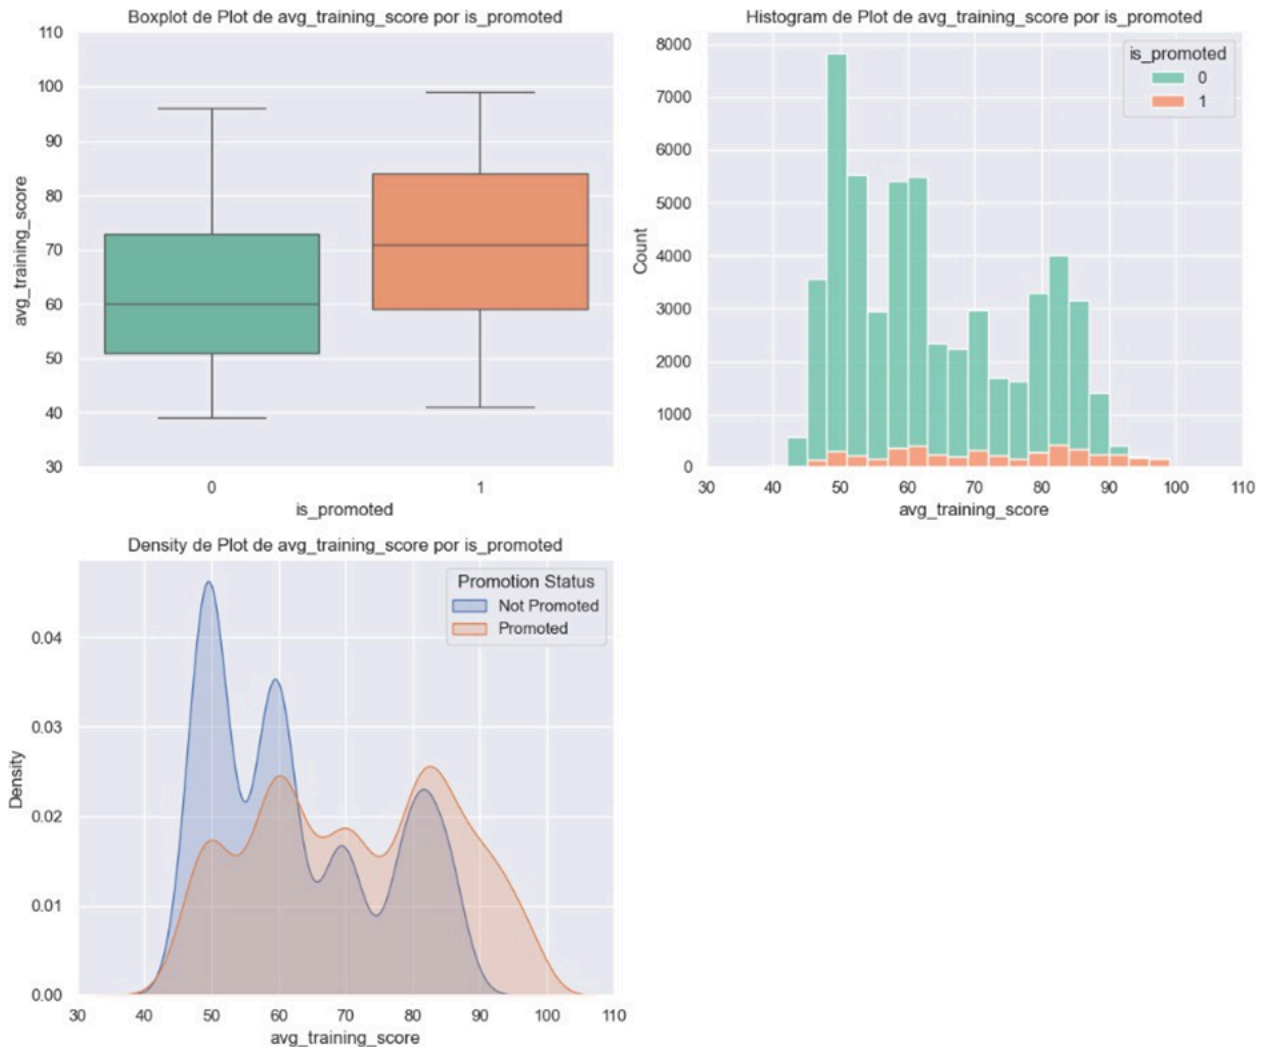 Boxplot de Plot de avg_training_score por is_promoted
110
100
90
80
70
60
50
40
30
avg_training_score
0
1
is_promoted
Histogram de Plot de avg_training_score por is_promoted
is_promoted
0
1
8000
7000
6000
5000
4000
3000
2000
1000
0
Count
30 40 50 60 70 80 90 100 110
avg_training_score
Density de Plot de avg_training_score por is_promoted
Promotion Status
Not Promoted
Promoted
0.04
0.03
0.02
0.01
0.00
Density
30 40 50 60 70 80 90 100 110
avg_training_score